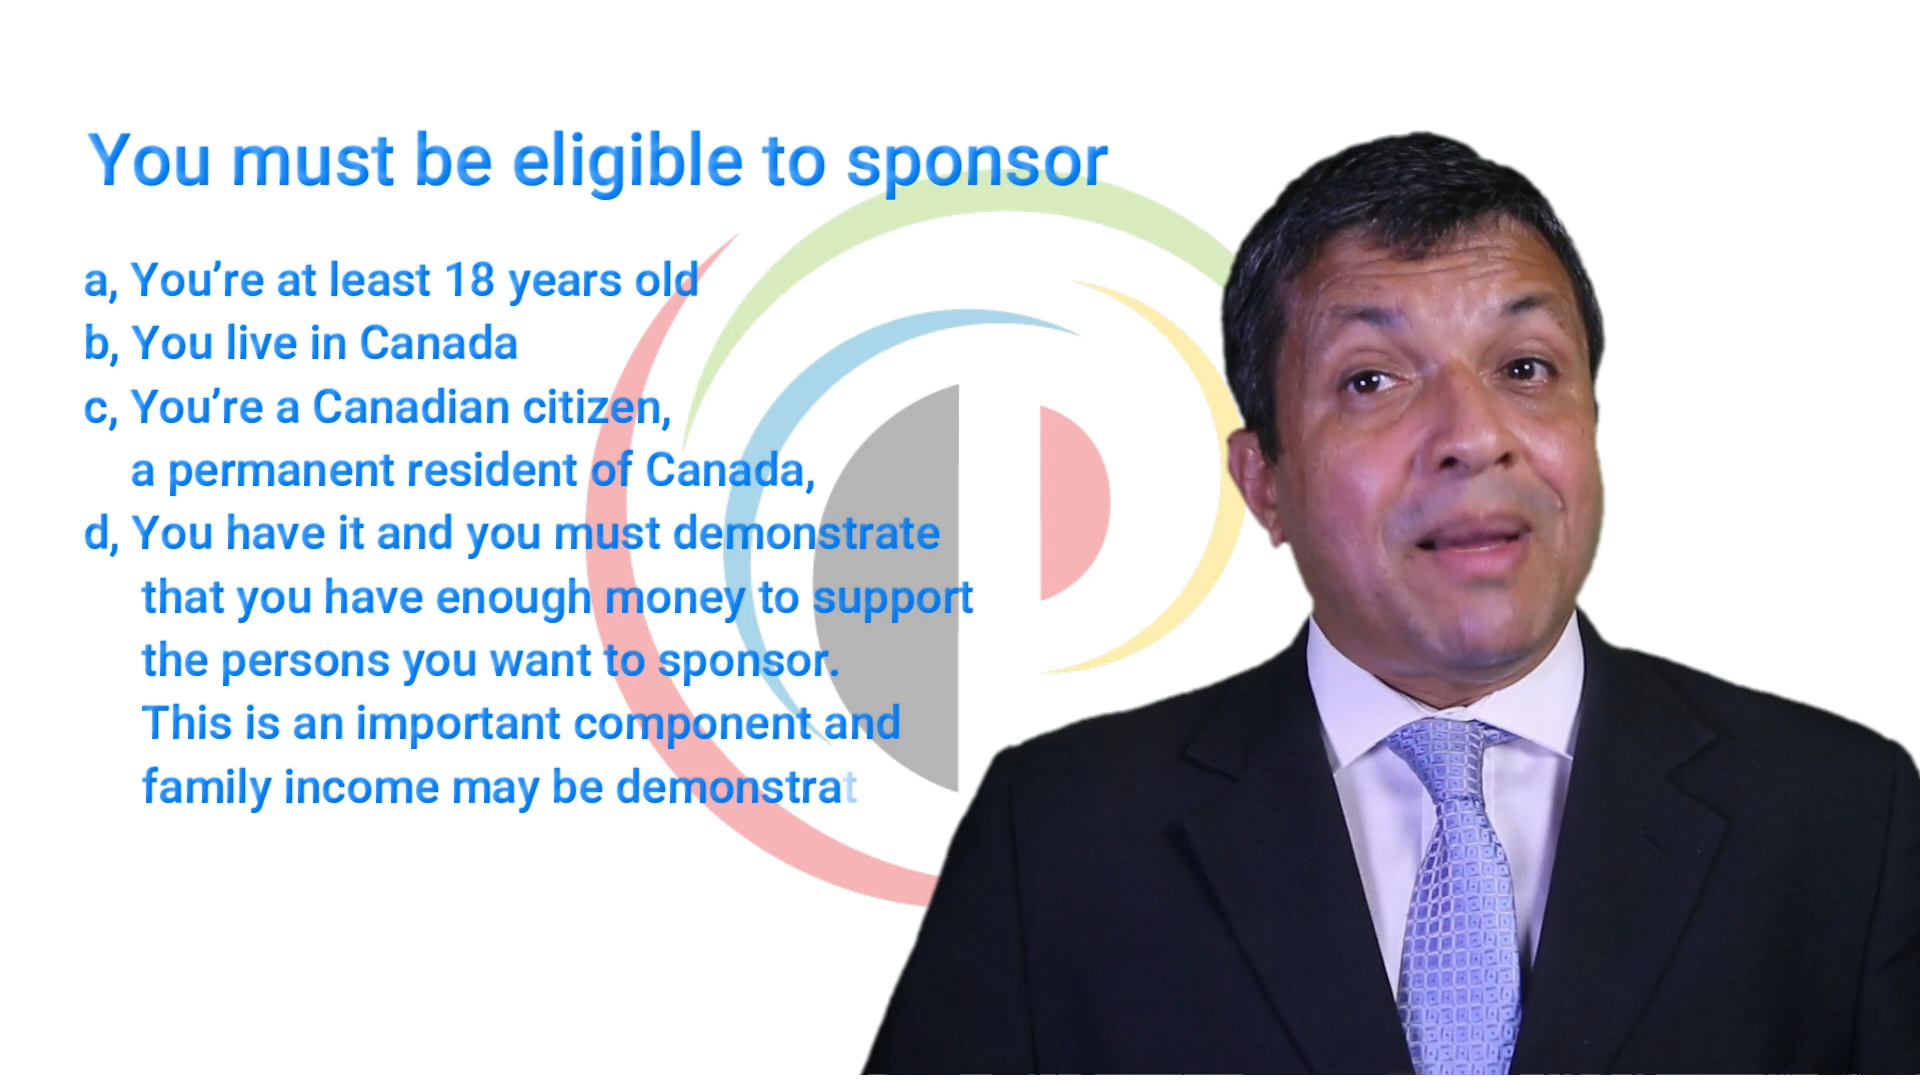 You must be eligible to sponsor
a, You’re at least 18 years old
b, You live in Canada
c, You’re a Canadian citizen,
a permanent resident of Canada,
d, You have it and you must demonstrate
that you have enough money to support
the persons you want to sponsor.
This is an important component and
family income may be demonstrat